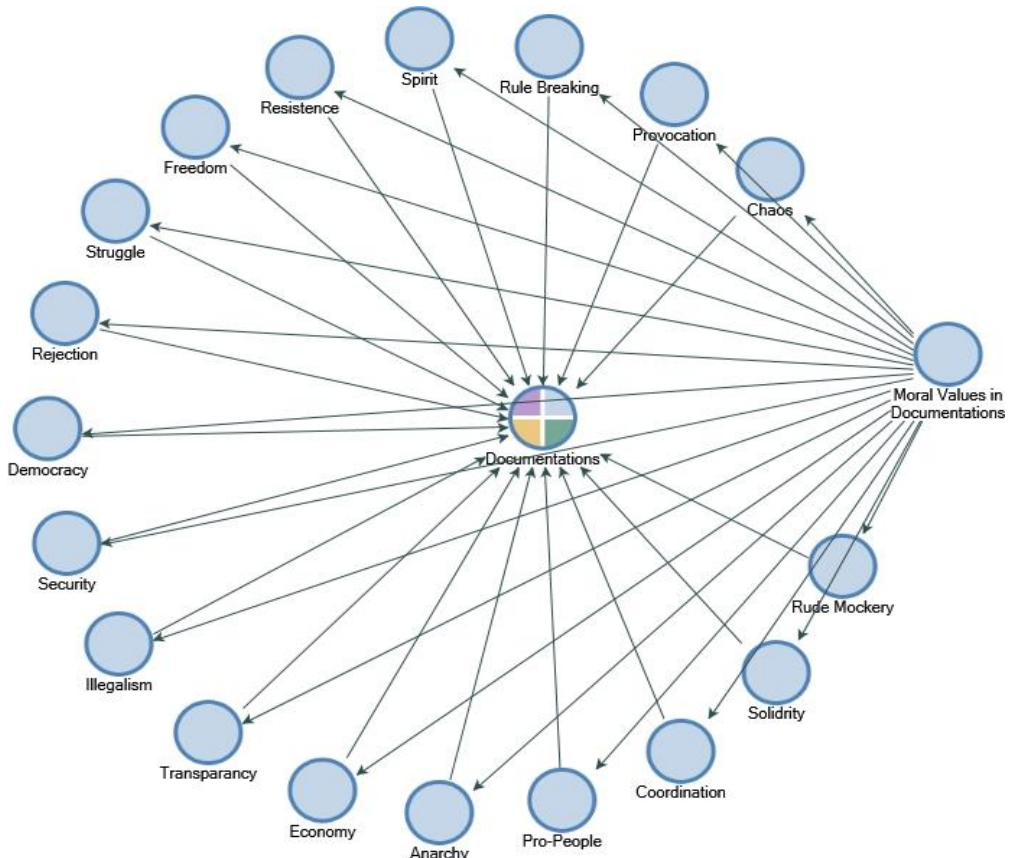 Spirit
Rule Breaking
Resistence
Provocation
Freedom
Chaos
Struggle
Rejection
Moral Values in
Documentations
Democracy
Documentations
Security
Rude Mockery
Illegalism
Solidrity
Transparancy
Coordination
Economy
Pro-People
Anarchy